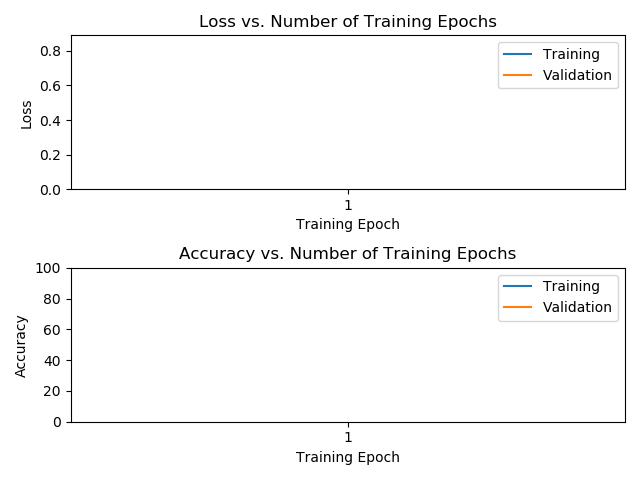 Loss vs. Number of Training Epochs
0.8
0.6
0.4
0.2
0.0
Loss
Training
Validation
1
Training Epoch
Accuracy vs. Number of Training Epochs
100
80
60
40
20
0
Accuracy
Training
Validation
1
Training Epoch